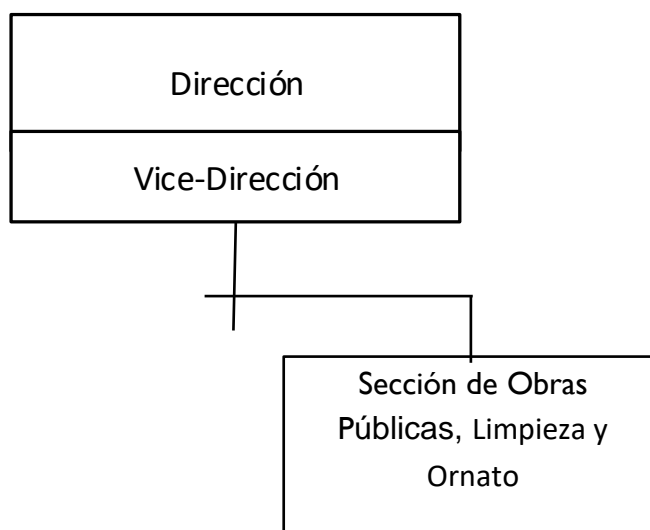 Dirección
Vice-Dirección
Sección de Obras
Públicas, Limpieza y
Ornato